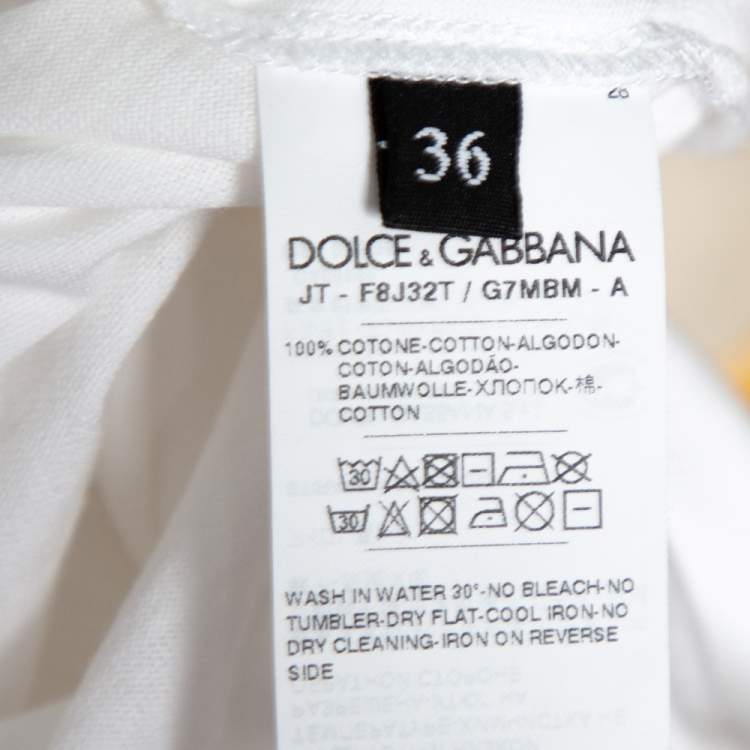 28
36
DOLCE & GABBANA
JT - F8J32T / G7MBM - A
100% COTONE-COTTON-ALGODON-
COTON-ALGODÃO-
BAUMWOLLE-ХЛОПОК-棉-
COTTON
30
30
WASH IN WATER 30°-NO BLEACH-NO
TUMBLER-DRY FLAT-COOL IRON-NO
DRY CLEANING-IRON ON REVERSE
SIDE